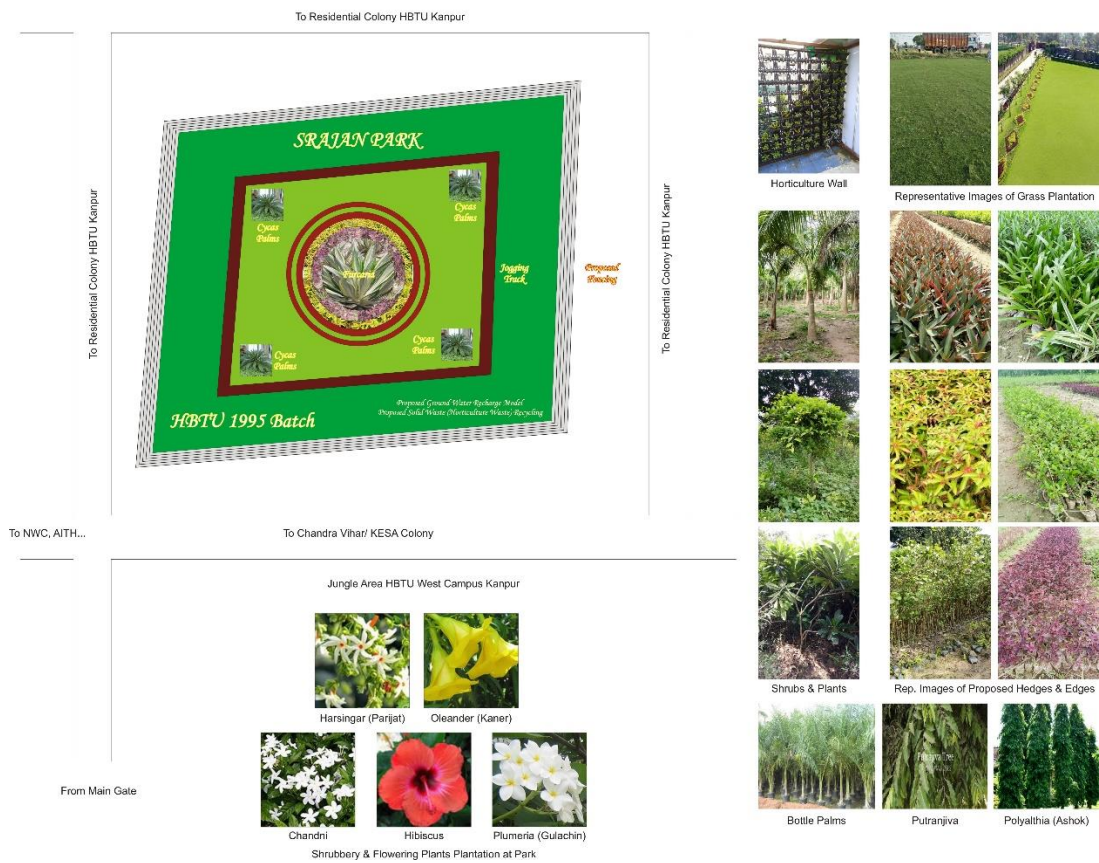 To Residential Colony HBTU Kanpur
To Residential Colony HBTU Kanpur
To Residential Colony HBTU Kanpur
SRAJAN PARK
Cycas
Palms
Cycas
Palms
Furcaria
Jogging
Track
Proposed
Fencing
Cycas
Palms
Cycas
Palms
HBTU 1995 Batch
Proposed Ground Water Recharge Model
Proposed Solid Waste (Horticulture Waste) Recycling
To NWC, AITH...
To Chandra Vihar/ KESA Colony
Jungle Area HBTU West Campus Kanpur
Harsingar (Parijat)
Oleander (Kaner)
From Main Gate
Chandni
Hibiscus
Plumeria (Gulachin)
Shrubbery & Flowering Plants Plantation at Park
Horticulture Wall
Representative Images of Grass Plantation
Shrubs & Plants
Rep. Images of Proposed Hedges & Edges
Bottle Palms
Putranjiva
Polyalthia (Ashok)